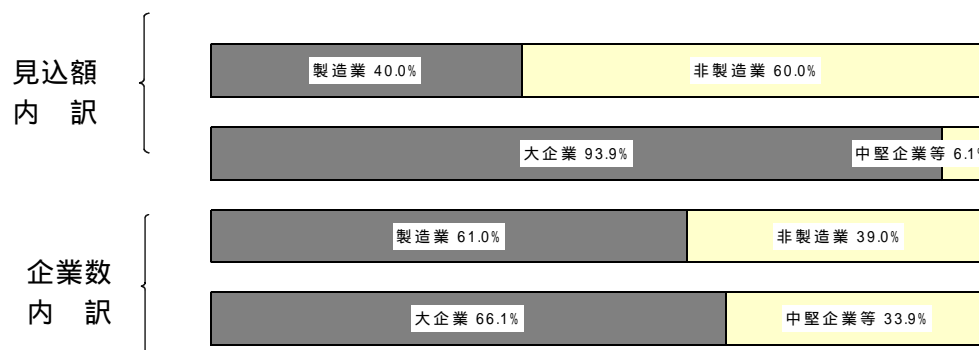 見込額
内 訳
製造業 40.0%
非製造業 60.0%
大企業 93.9%
中堅企業等 6.1%
企業数
内 訳
製造業 61.0%
非製造業 39.0%
大企業 66.1%
中堅企業等 33.9%